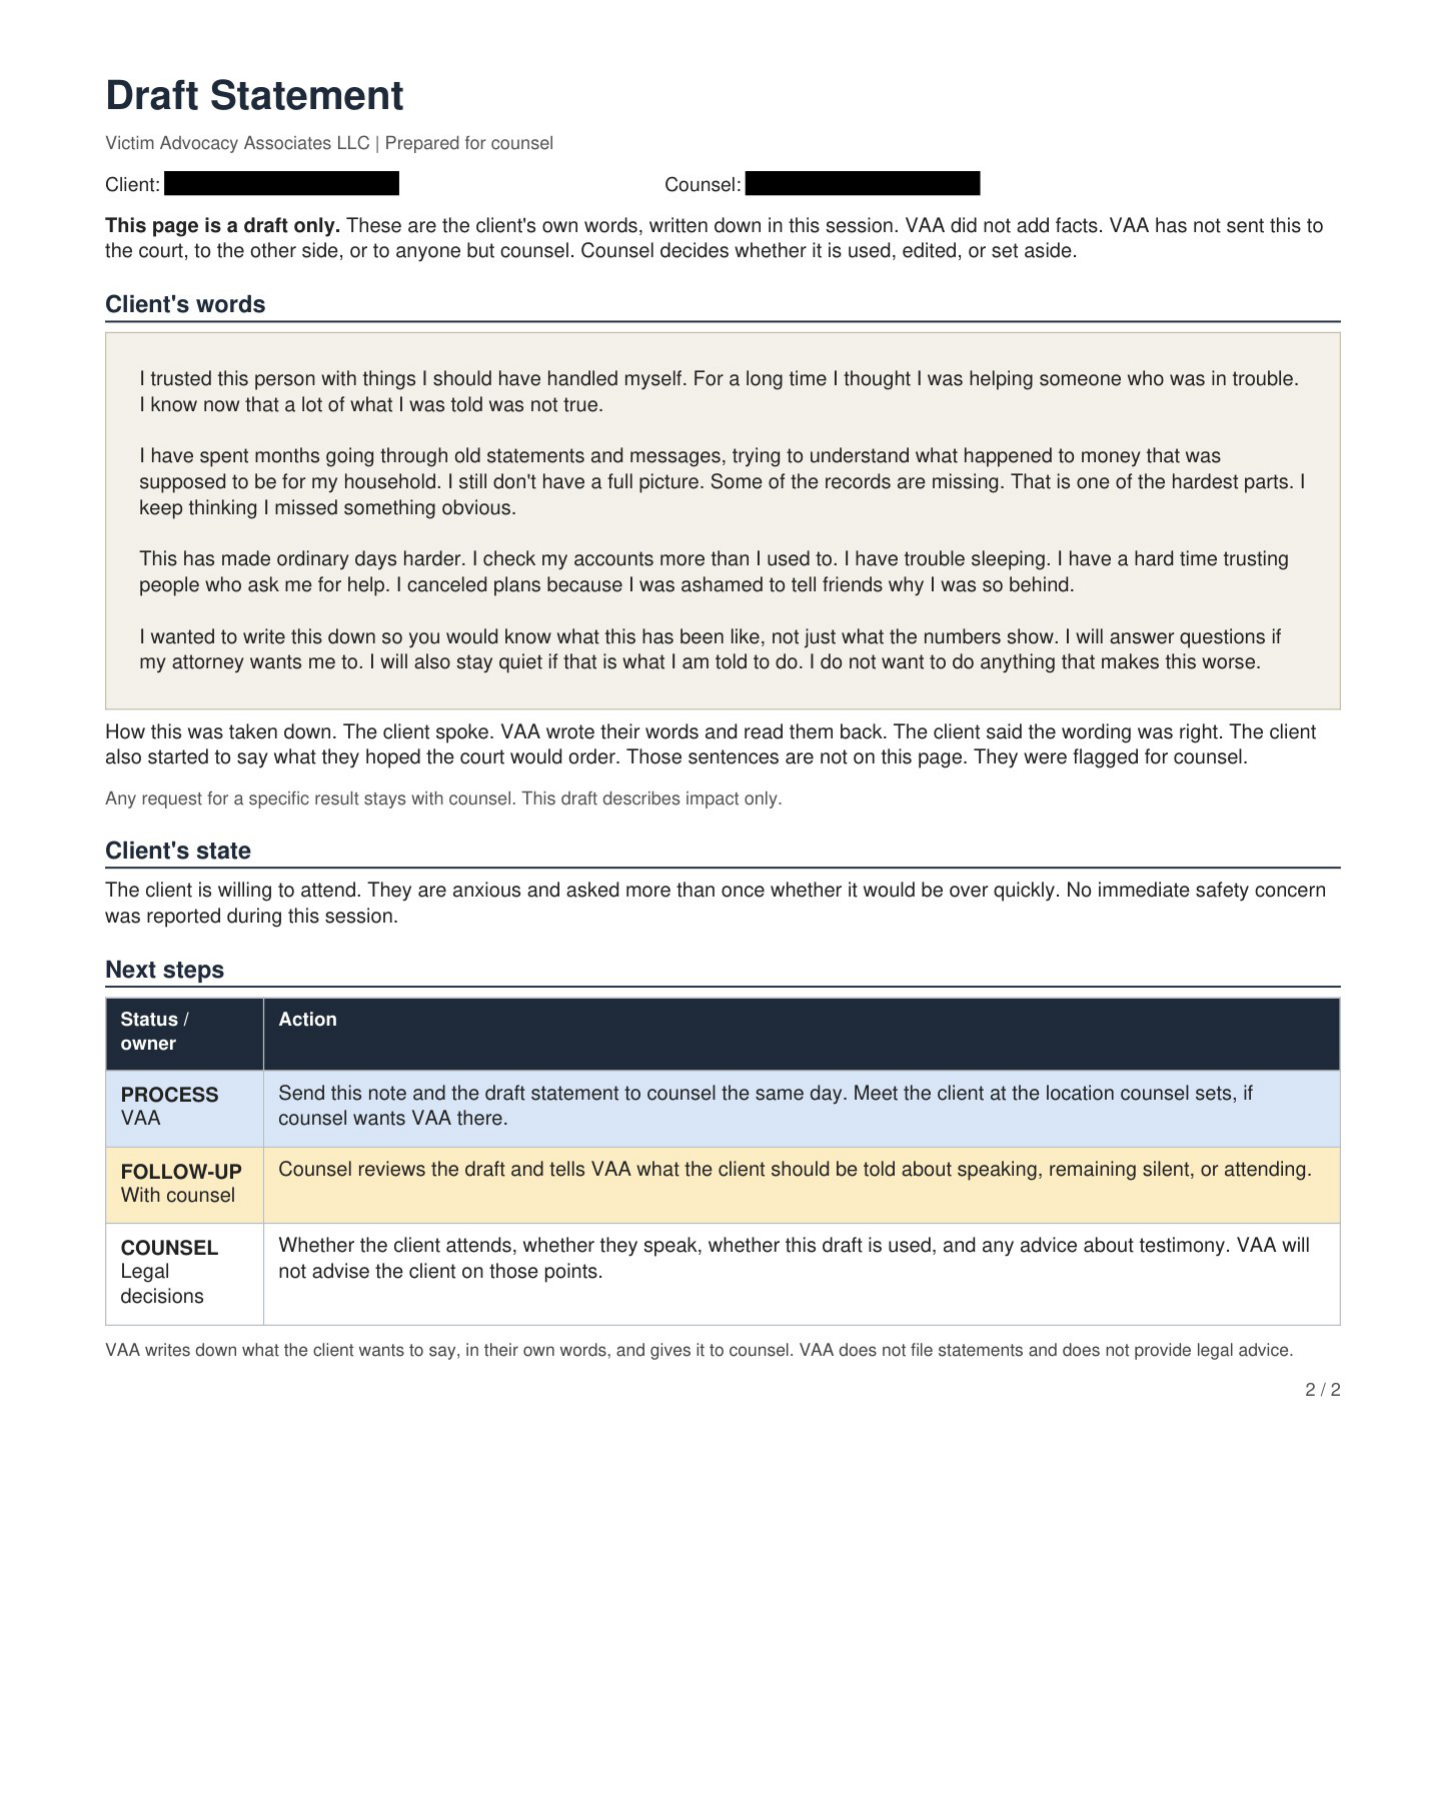 Draft Statement
Victim Advocacy Associates LLC | Prepared for counsel
Client: Counsel:
This page is a draft only. These are the client's own words, written down in this session. VAA did not add facts. VAA has not sent this to
the court, to the other side, or to anyone but counsel. Counsel decides whether it is used, edited, or set aside.
Client's words
I trusted this person with things I should have handled myself. For a long time I thought I was helping someone who was in trouble.
I know now that a lot of what I was told was not true.
I have spent months going through old statements and messages, trying to understand what happened to money that was
supposed to be for my household. I still don't have a full picture. Some of the records are missing. That is one of the hardest parts. I
keep thinking I missed something obvious.
This has made ordinary days harder. I check my accounts more than I used to. I have trouble sleeping. I have a hard time trusting
people who ask me for help. I canceled plans because I was ashamed to tell friends why I was so behind.
I wanted to write this down so you would know what this has been like, not just what the numbers show. I will answer questions if
my attorney wants me to. I will also stay quiet if that is what I am told to do. I do not want to do anything that makes this worse.
How this was taken down. The client spoke. VAA wrote their words and read them back. The client said the wording was right. The client
also started to say what they hoped the court would order. Those sentences are not on this page. They were flagged for counsel.
Any request for a specific result stays with counsel. This draft describes impact only.
Client's state
The client is willing to attend. They are anxious and asked more than once whether it would be over quickly. No immediate safety concern
was reported during this session.
Next steps
Status /
owner
Action
PROCESS
VAA
Send this note and the draft statement to counsel the same day. Meet the client at the location counsel sets, if
counsel wants VAA there.
FOLLOW-UP
With counsel
Counsel reviews the draft and tells VAA what the client should be told about speaking, remaining silent, or attending.
COUNSEL
Legal
decisions
Whether the client attends, whether they speak, whether this draft is used, and any advice about testimony. VAA will
not advise the client on those points.
VAA writes down what the client wants to say, in their own words, and gives it to counsel. VAA does not file statements and does not provide legal advice.
2 / 2